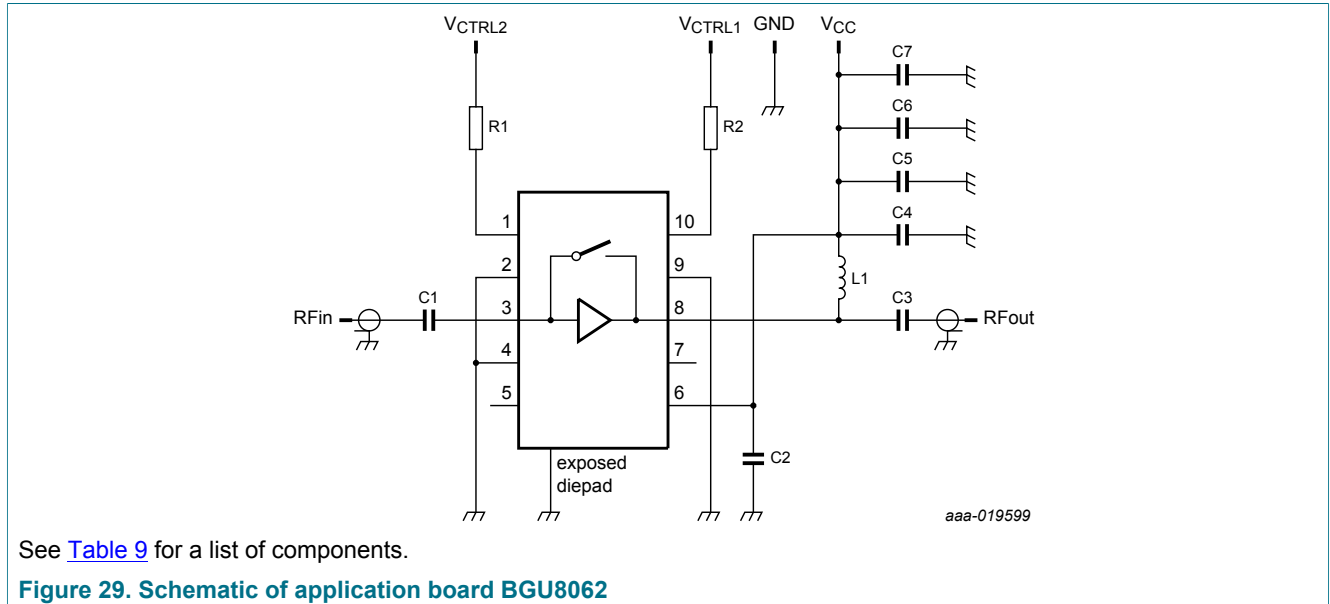 VCTRL2
VCTRL1
GND
VCC
C7
C6
C5
C4
R1
R2
1
10
2
9
3
8
4
7
5
6
L1
C1
C3
RFin
RFout
C2
exposed
diepad
aaa-019599
See Table 9 for a list of components.
Figure 29. Schematic of application board BGU8062